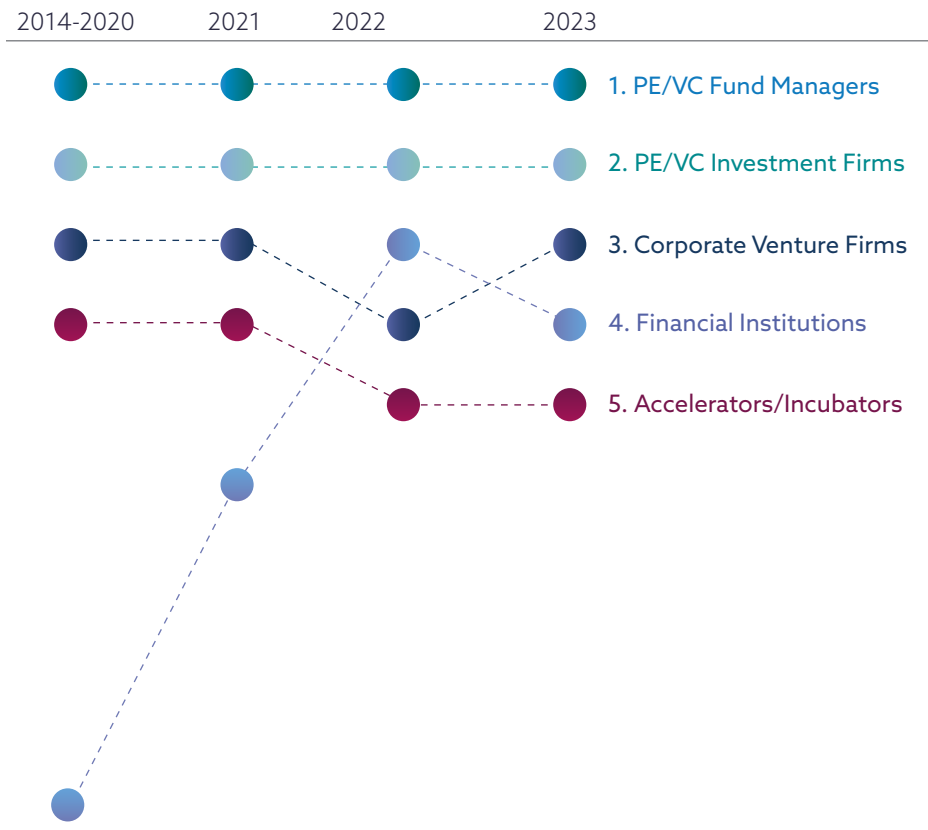 2014-2020 2021 2022 2023
1. PE/VC Fund Managers
2. PE/VC Investment Firms
3. Corporate Venture Firms
4. Financial Institutions
5. Accelerators/Incubators